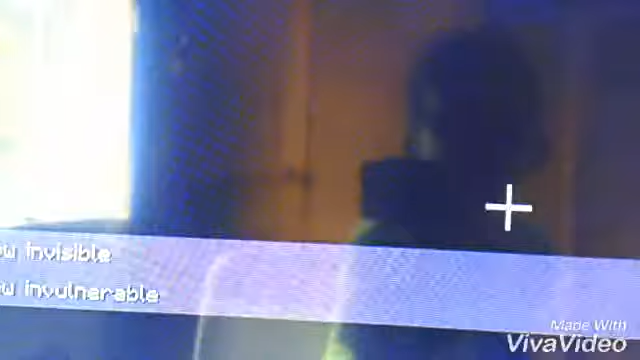 w invisible
w invulnerable
Made With
VivaVideo